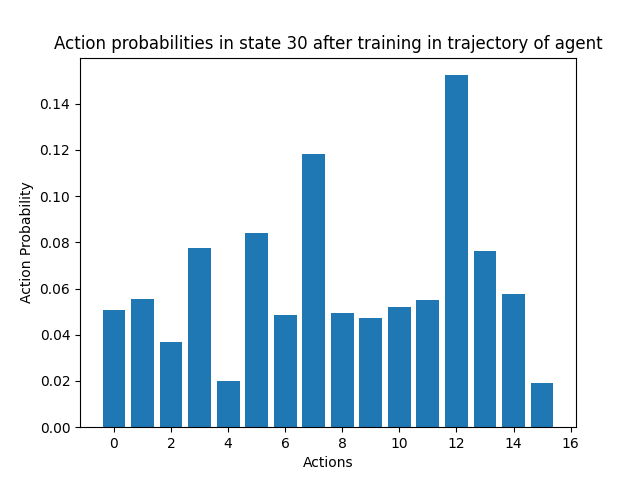 Action probabilities in state 30 after training in trajectory of agent
0.14
0.12
0.10
0.08
0.06
0.04
0.02
0.00
Action Probability
0 2 4 6 8 10 12 14 16
Actions